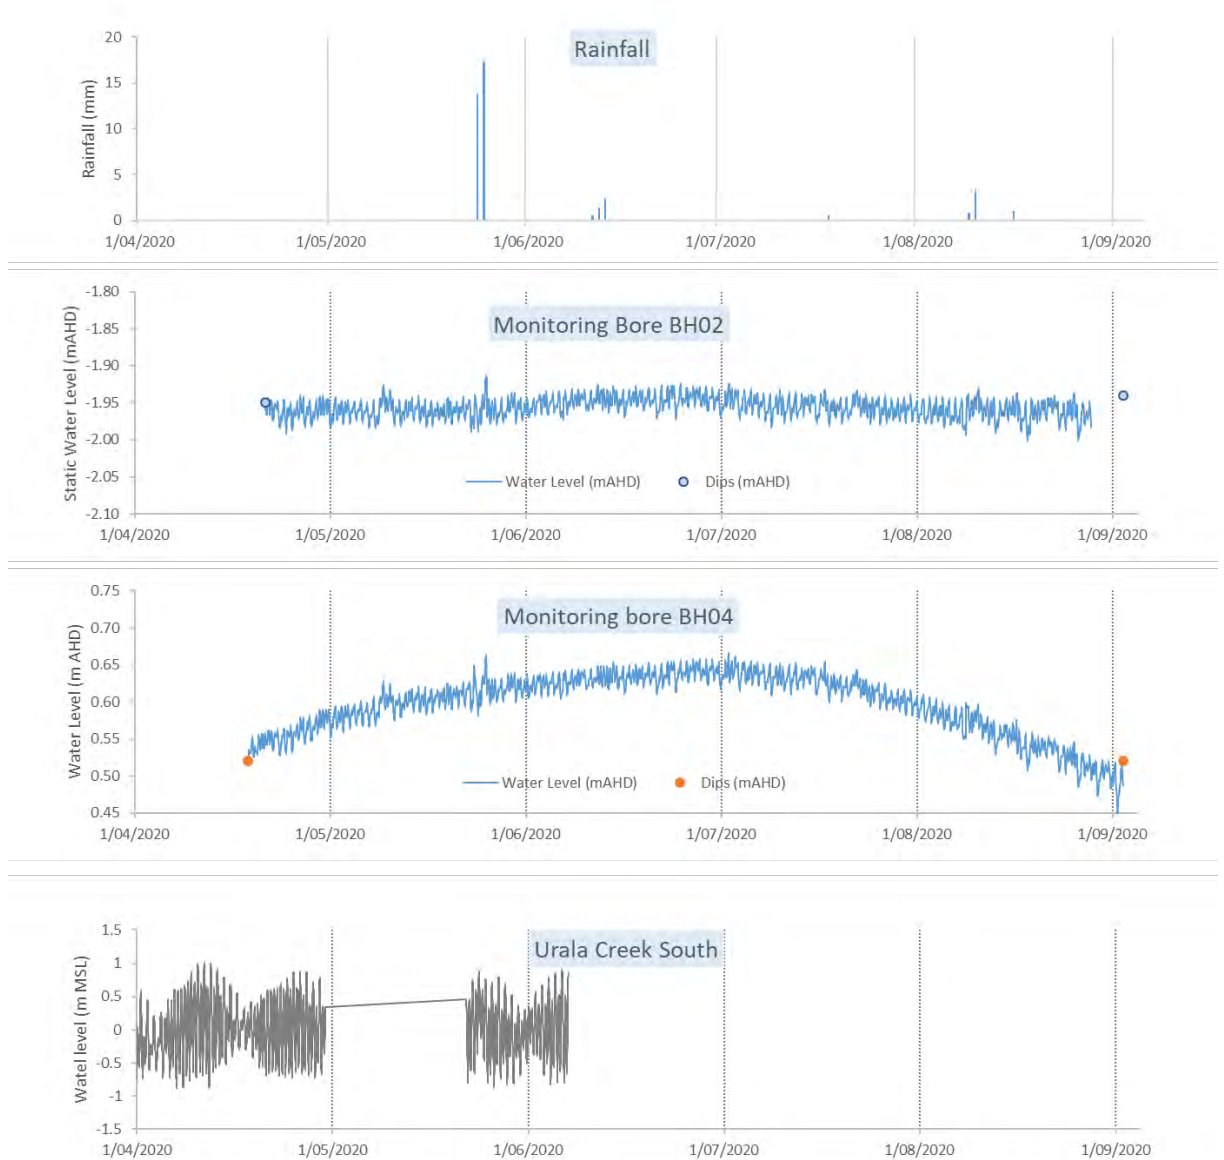 Rainfall
Rainfall (mm)
20
15
10
5
0
1/04/2020 1/05/2020 1/06/2020 1/07/2020 1/08/2020 1/09/2020
Monitoring Bore BH02
Static Water Level (mAHD)
-1.80
-1.85
-1.90
-1.95
-2.00
-2.05
-2.10
Water Level (mAHD) Dips (mAHD)
1/04/2020 1/05/2020 1/06/2020 1/07/2020 1/08/2020 1/09/2020
Monitoring bore BH04
Water Level (m AHD)
0.75
0.70
0.65
0.60
0.55
0.50
0.45
Water Level (mAHD) Dips (mAHD)
1/04/2020 1/05/2020 1/06/2020 1/07/2020 1/08/2020 1/09/2020
Urala Creek South
Watel level (m MSL)
1.5
1
0.5
0
-0.5
-1
-1.5
1/04/2020 1/05/2020 1/06/2020 1/07/2020 1/08/2020 1/09/2020